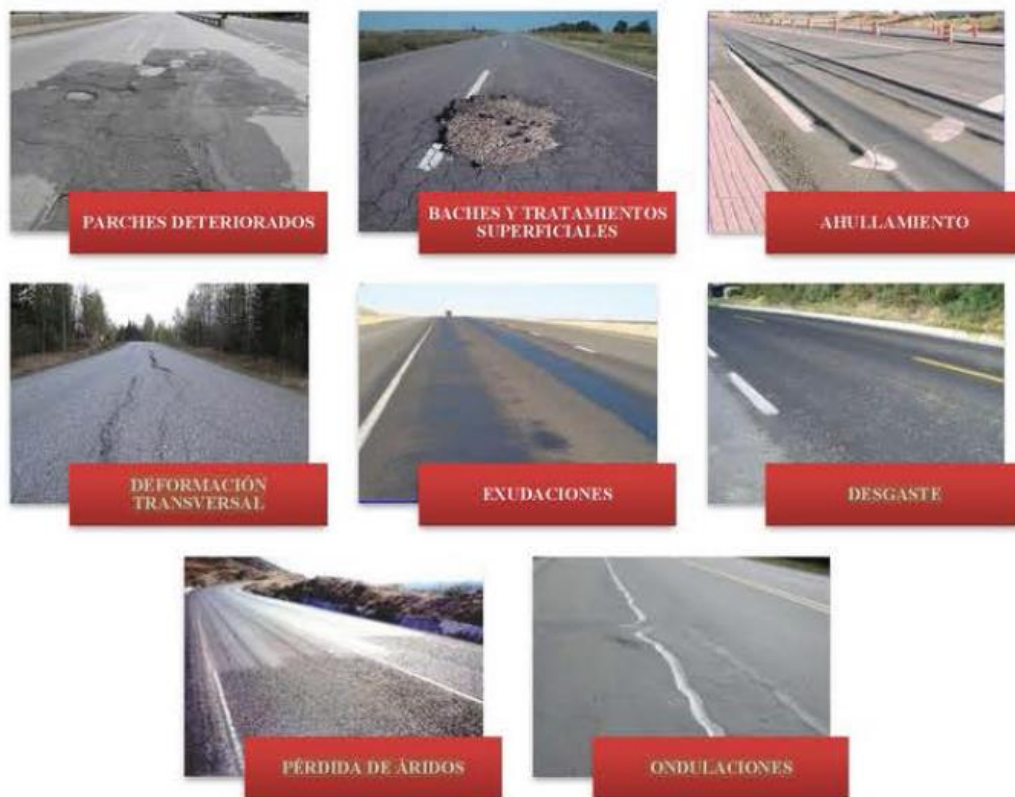 PARCHES DETERIORADOS
BACHES Y TRATAMIENTOS
SUPERFICIALES
AHULLAMIENTO
DEFORMACIÓN
TRANSVERSAL
EXUDACIONES
DESGASTE
PÉRDIDA DE ÁRIDOS
ONDULACIONES